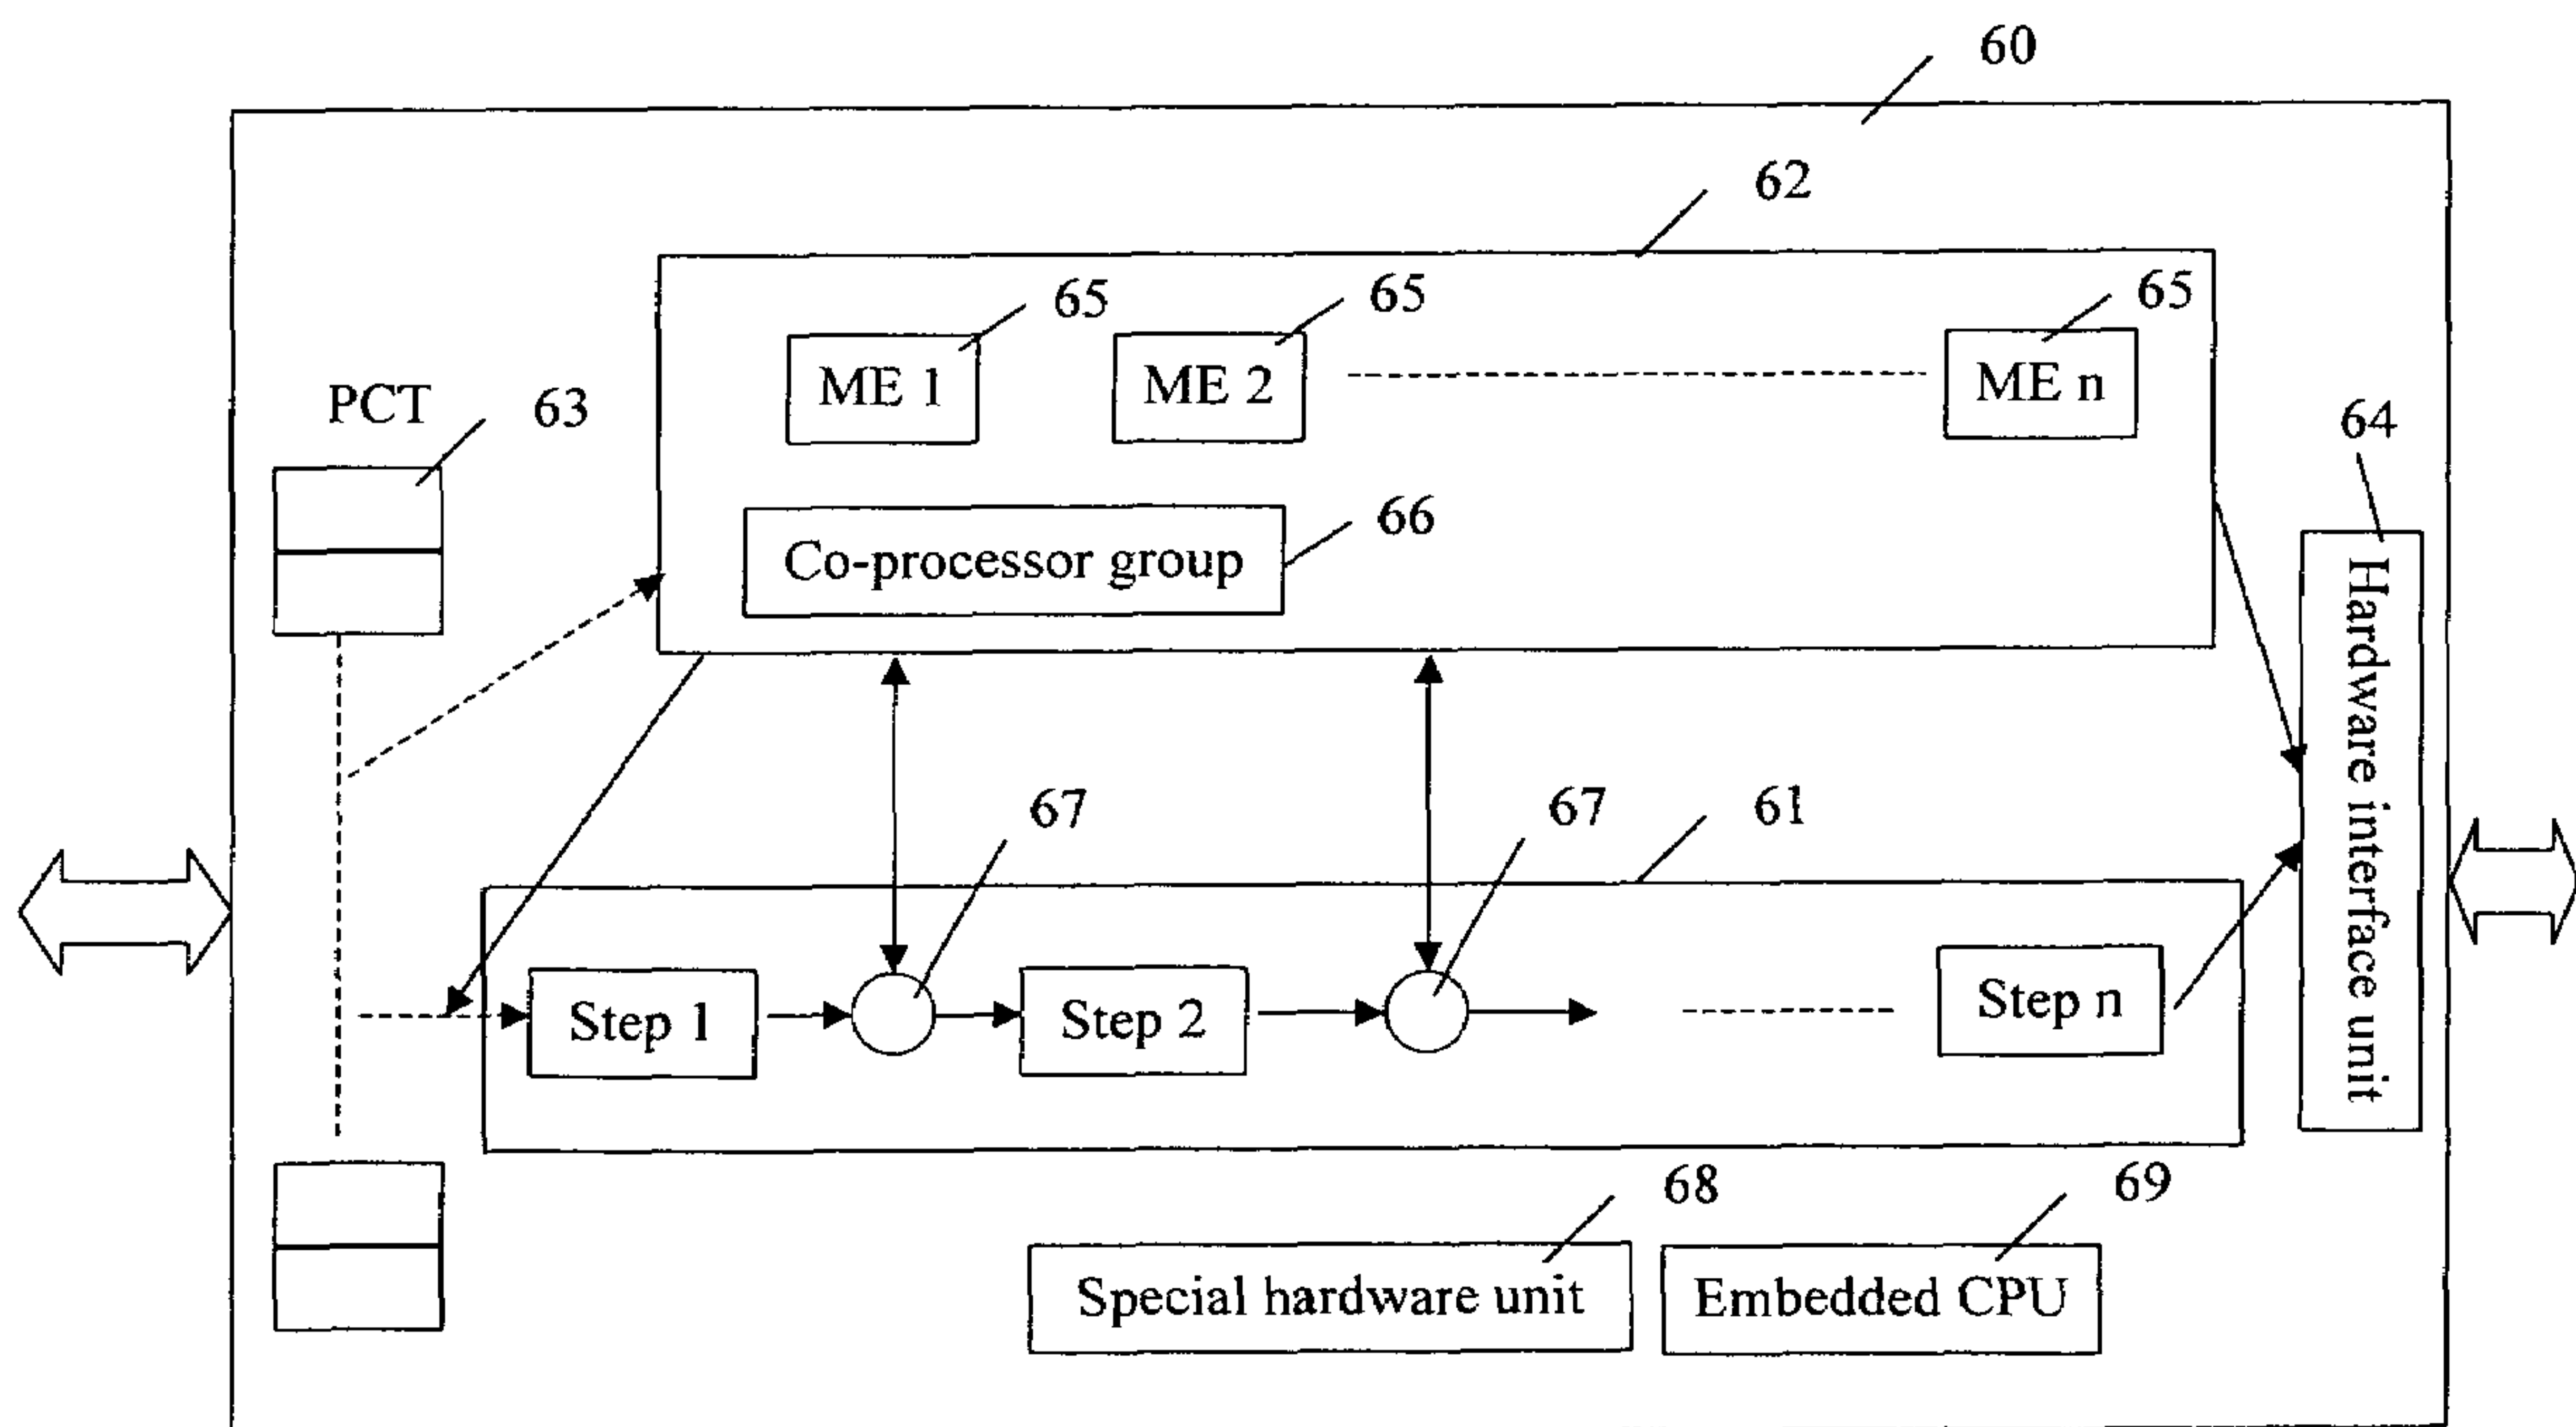 60
62
65
65
65
ME 1
ME 2
ME n
PCT
63
64
66
Co-processor group
Hardware interface unit
67
67
61
Step 1
Step 2
Step n
68
69
Special hardware unit
Embedded CPU